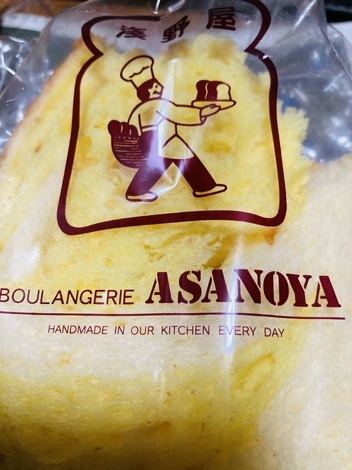 浅野屋
BOULANGERIE ASANOYA
HANDMADE IN OUR KITCHEN EVERY DAY